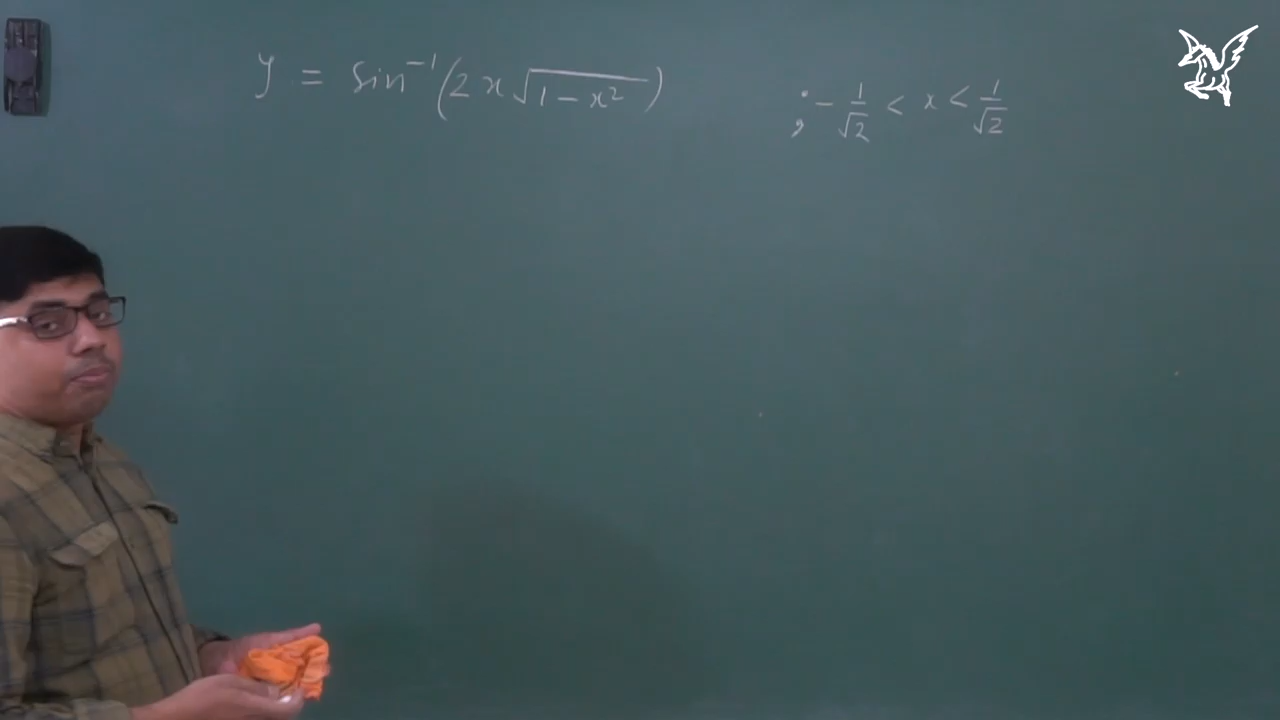 y = sin⁻¹(2x√(1-x²)) ; -1/√2 < x < 1/√2